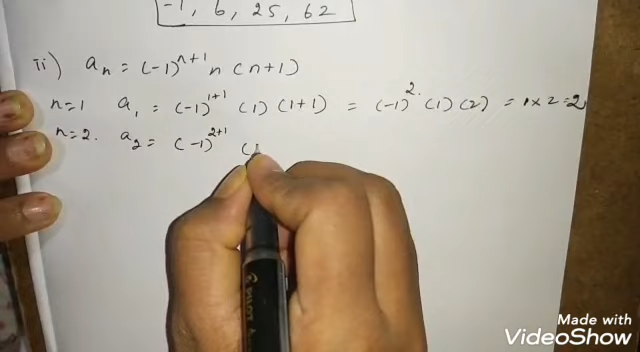 -1, 6, 25, 62
ii) aₙ = (-1)ⁿ⁺¹ n (n+1)
n=1 a₁ = (-1)¹⁺¹ (1) (1+1) = (-1)² (1) (2) = 1 x 2 = 2,
n=2. a₂ = (-1)²⁺¹ (
Made with
VideoShow